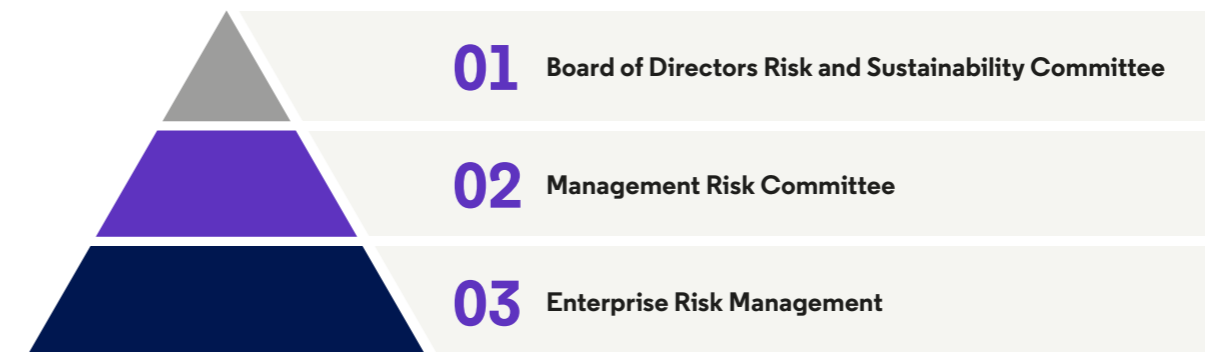 01 Board of Directors Risk and Sustainability Committee
02 Management Risk Committee
03 Enterprise Risk Management